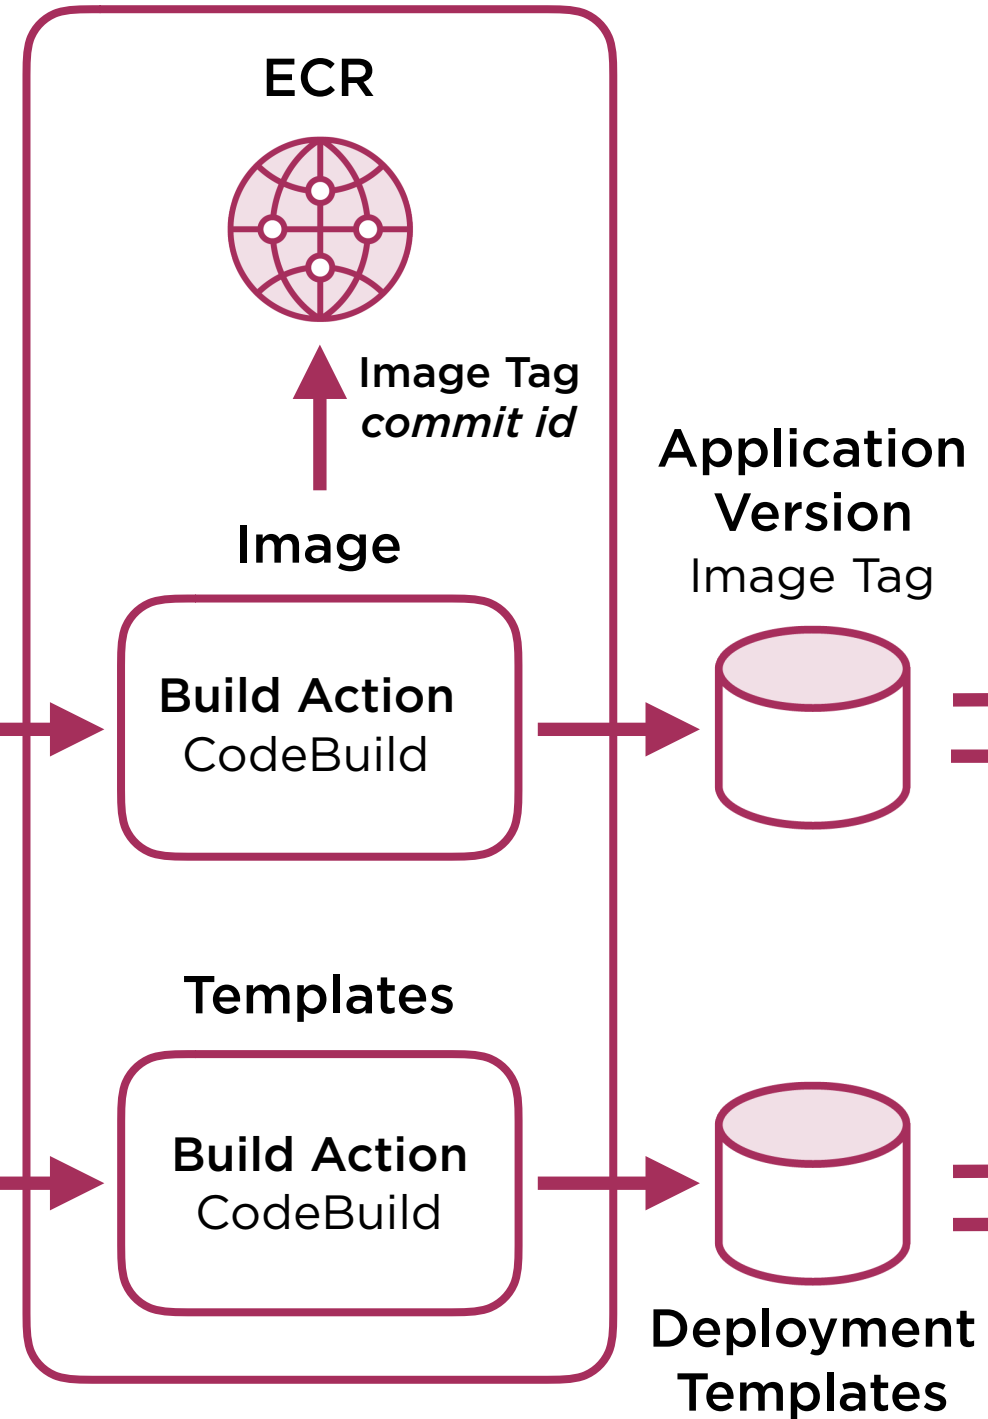 ECR
Image Tag
commit id
Application
Version
Image Tag
Image
Build Action
CodeBuild
Templates
Build Action
CodeBuild
Deployment
Templates